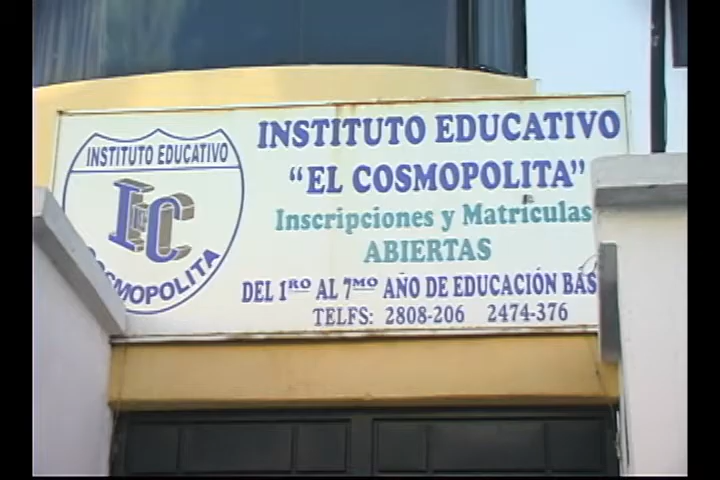 INSTITUTO EDUCATIVO
"EL COSMOPOLITA"
Inscripciones y Matrículas
ABIERTAS
DEL 1RO AL 7MO AÑO DE EDUCACIÓN BÁS
TELFS: 2808-206 2474-376
INSTITUTO EDUCATIVO
IEC
COSMOPOLITA